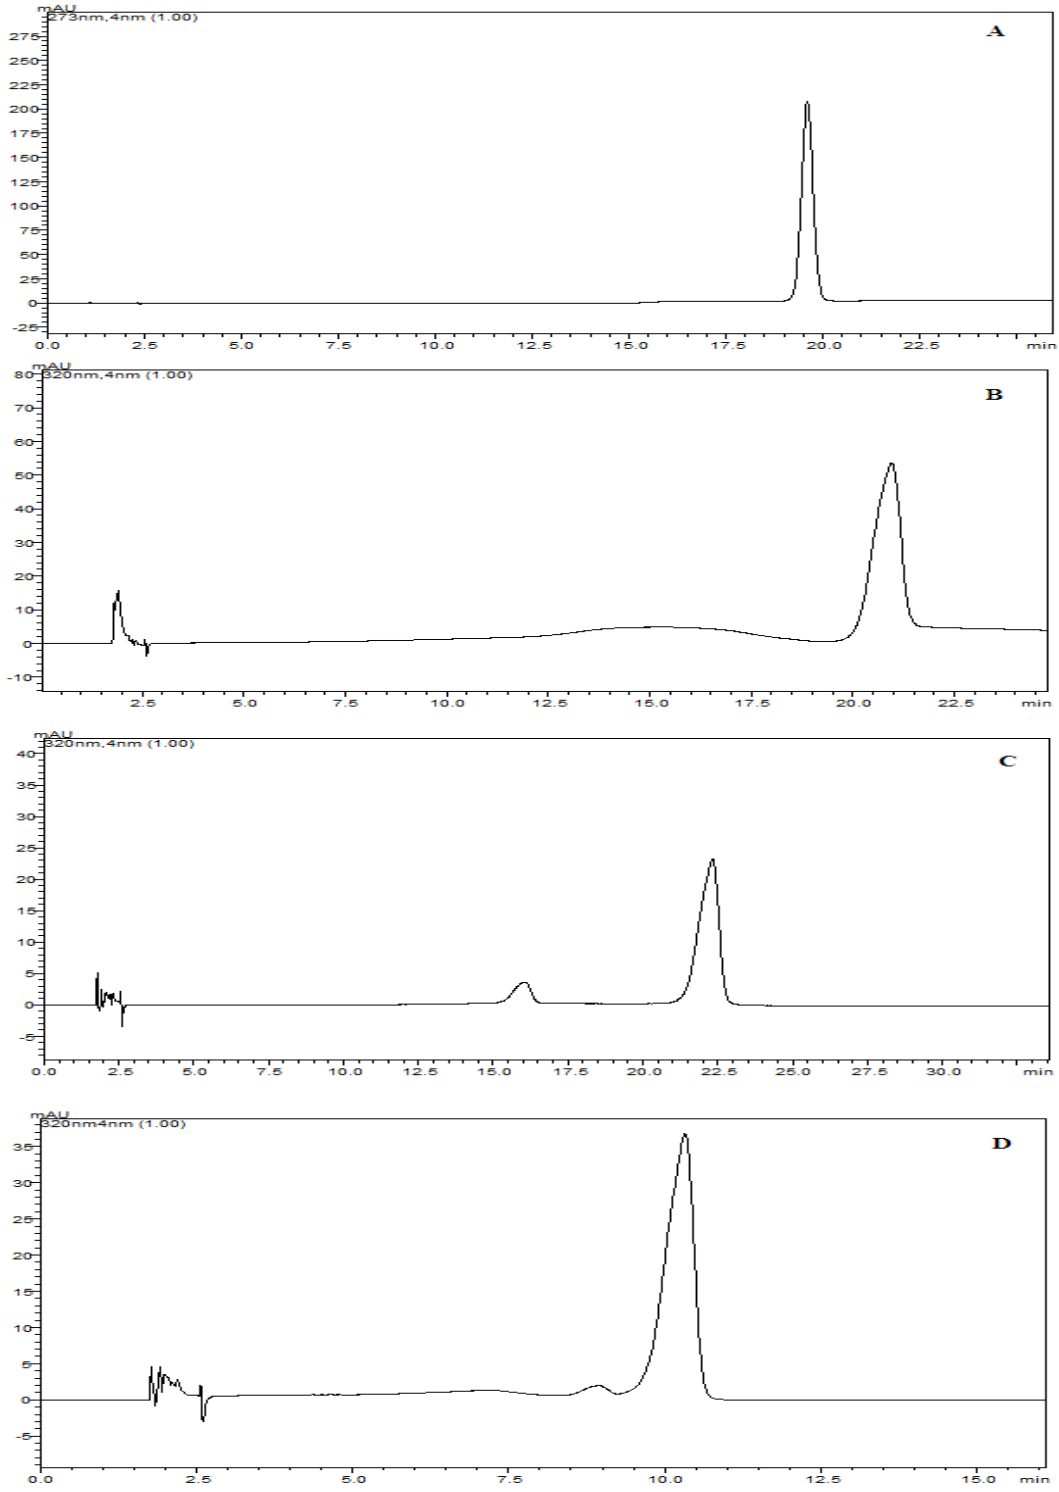 mAU
273nm,4nm (1.00)
A
275
250
225
200
175
150
125
100
75
50
25
0
-25
0.0 2.5 5.0 7.5 10.0 12.5 15.0 17.5 20.0 22.5 min
mAU
80 320nm,4nm (1.00)
B
70
60
50
40
30
20
10
0
-10
2.5 5.0 7.5 10.0 12.5 15.0 17.5 20.0 22.5 min
mAU
320nm,4nm (1.00)
40
C
35
30
25
20
15
10
5
0
-5
0.0 2.5 5.0 7.5 10.0 12.5 15.0 17.5 20.0 22.5 25.0 27.5 30.0 min
mAU
320nm4nm (1.00)
D
35
30
25
20
15
10
5
0
-5
0.0 2.5 5.0 7.5 10.0 12.5 15.0 min